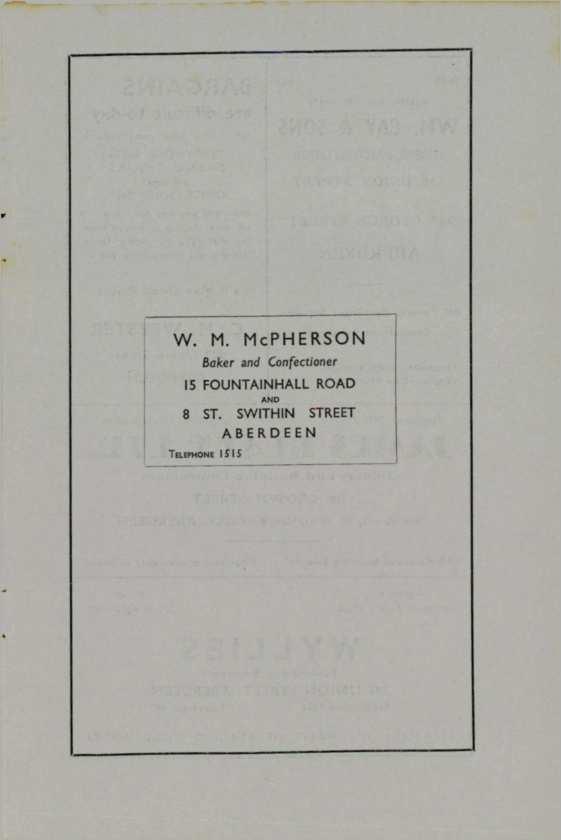 W. M. McPHERSON
Baker and Confectioner
15 FOUNTAINHALL ROAD
AND
8 ST. SWITHIN STREET
ABERDEEN
TELEPHONE 1515